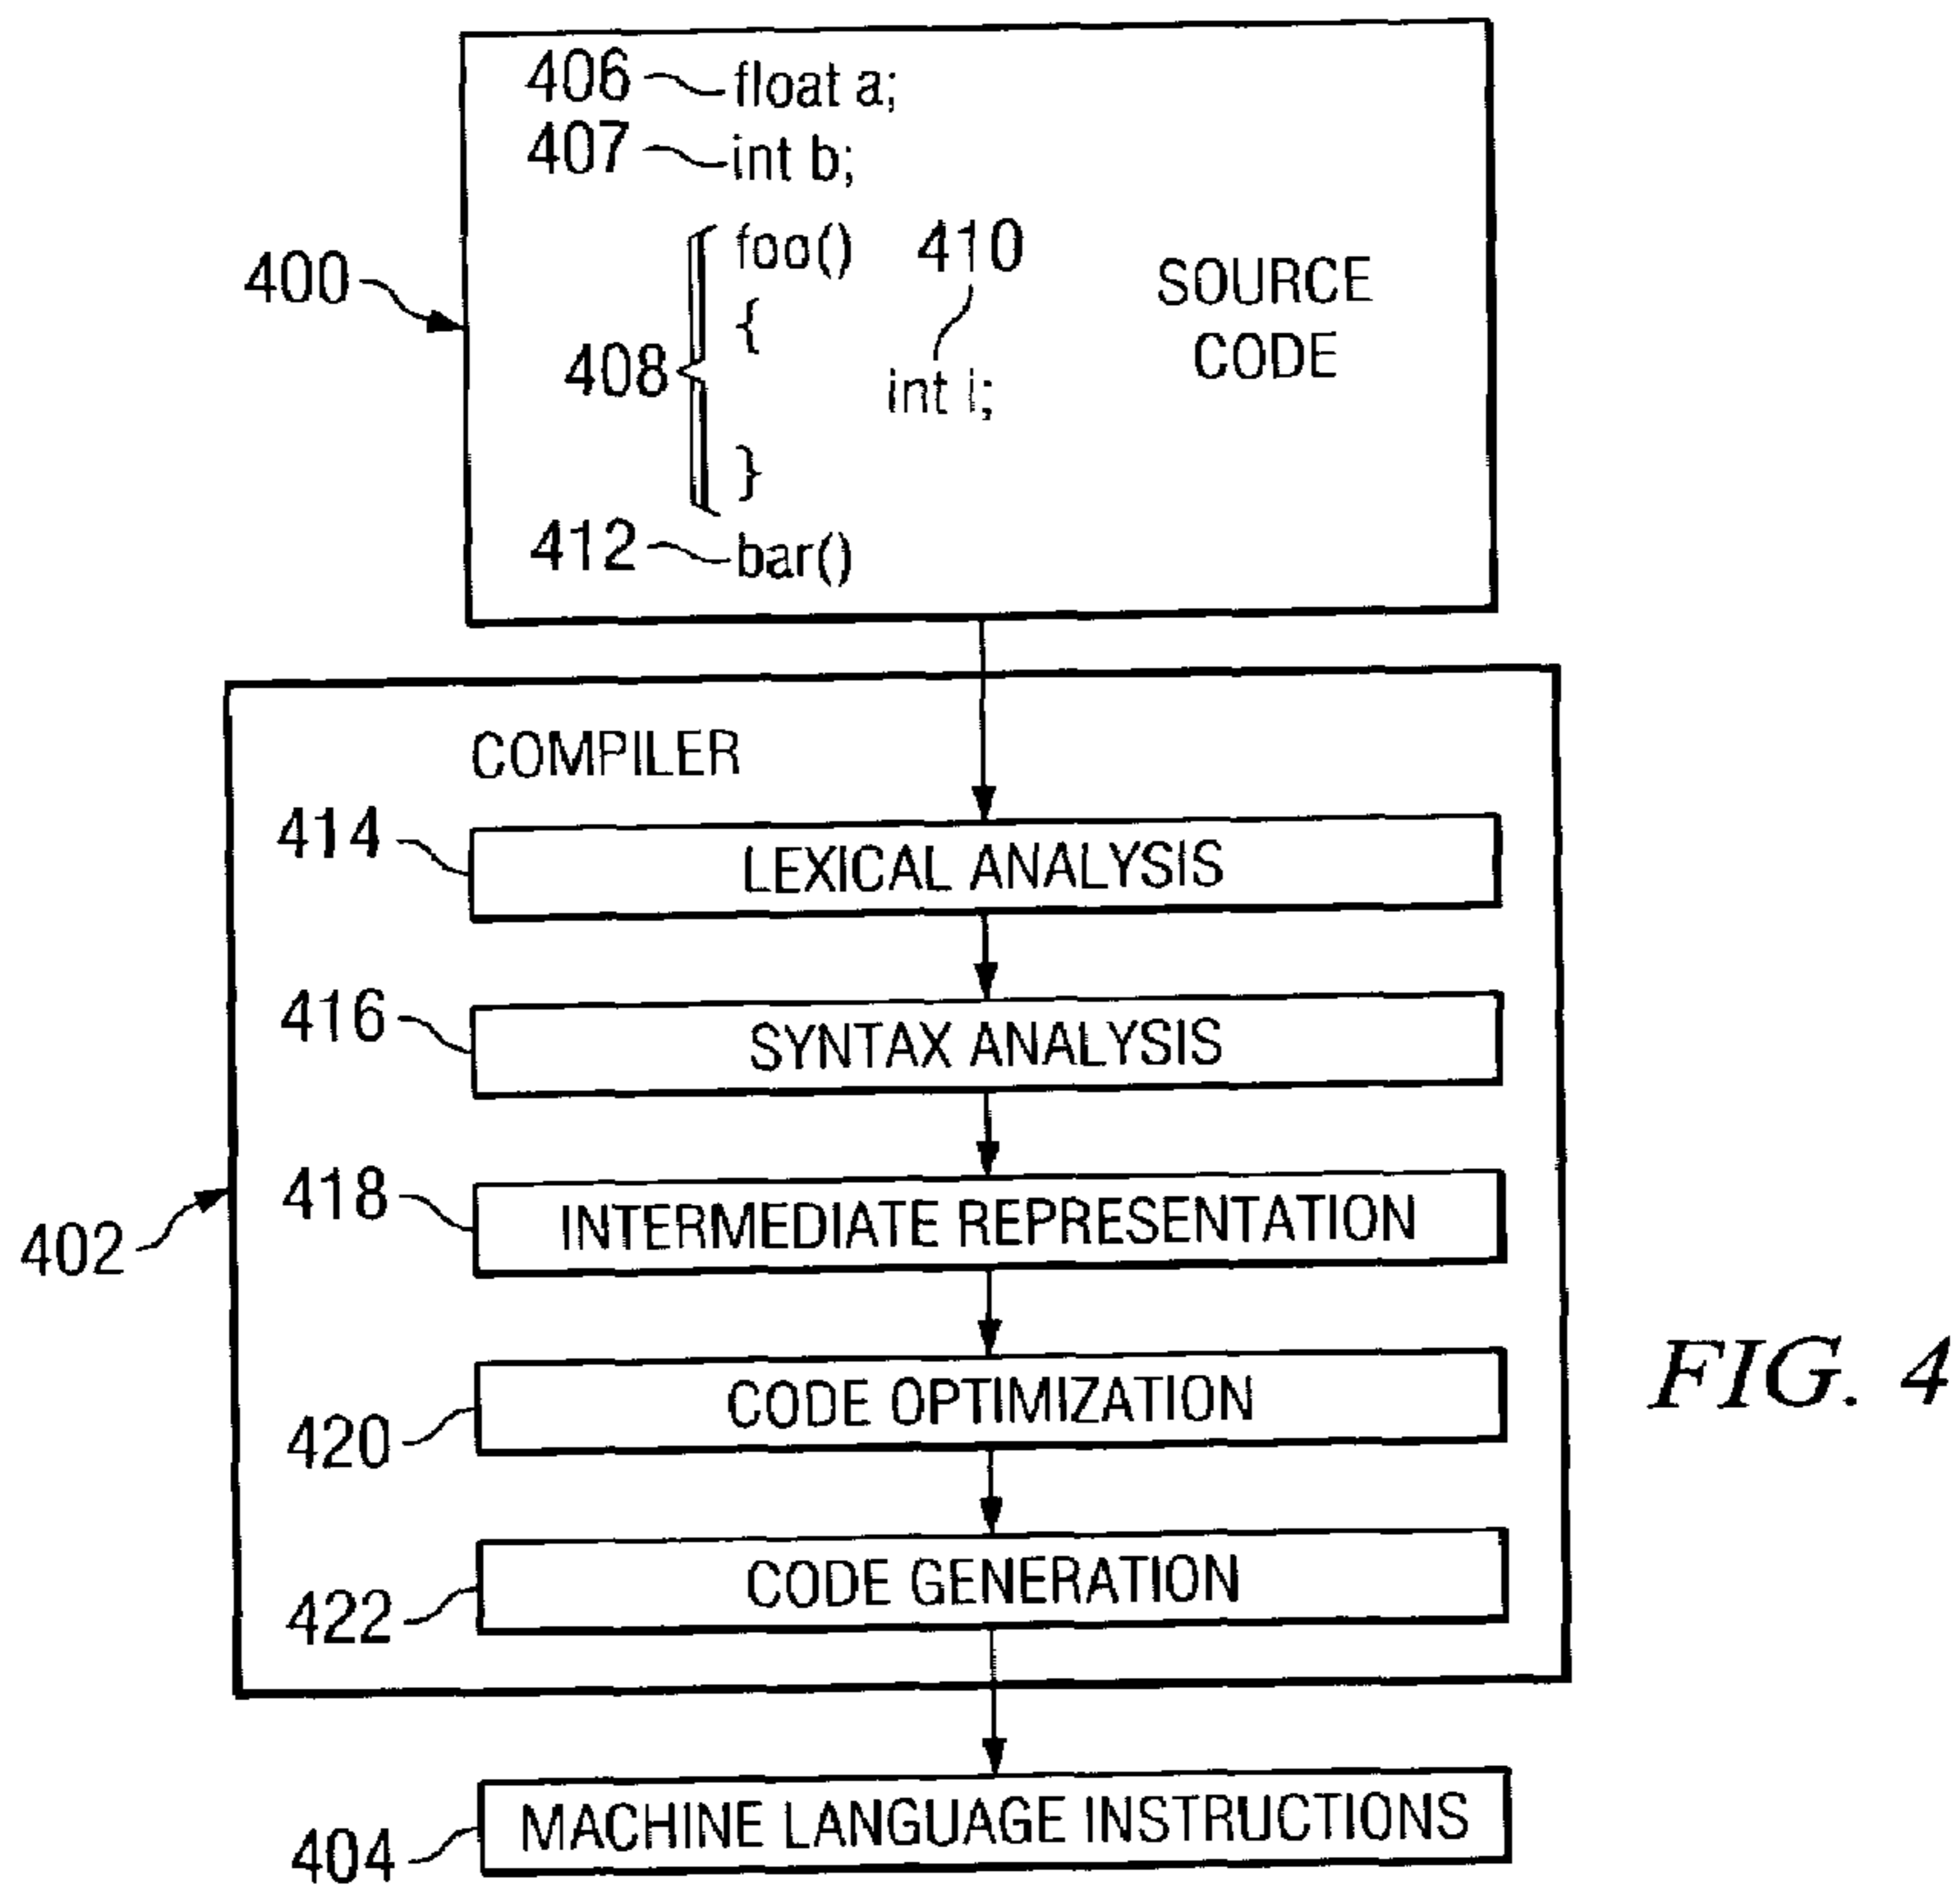 406 float a;
407 int b;
foo() 410
400 SOURCE
{
408 CODE
int i;
}
412 bar()
COMPILER
414 LEXICAL ANALYSIS
416 SYNTAX ANALYSIS
418 INTERMEDIATE REPRESENTATION
402
420 CODE OPTIMIZATION
FIG. 4
422 CODE GENERATION
404 MACHINE LANGUAGE INSTRUCTIONS